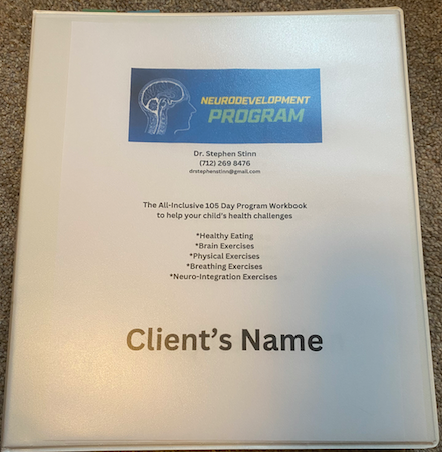 NEURODEVELOPMENT
PROGRAM
Dr. Stephen Stinn
(712) 269 8476
drstephenstinn@gmail.com
The All-Inclusive 105 Day Program Workbook
to help your child's health challenges
*Healthy Eating
*Brain Exercises
*Physical Exercises
*Breathing Exercises
*Neuro-Integration Exercises
Client's Name